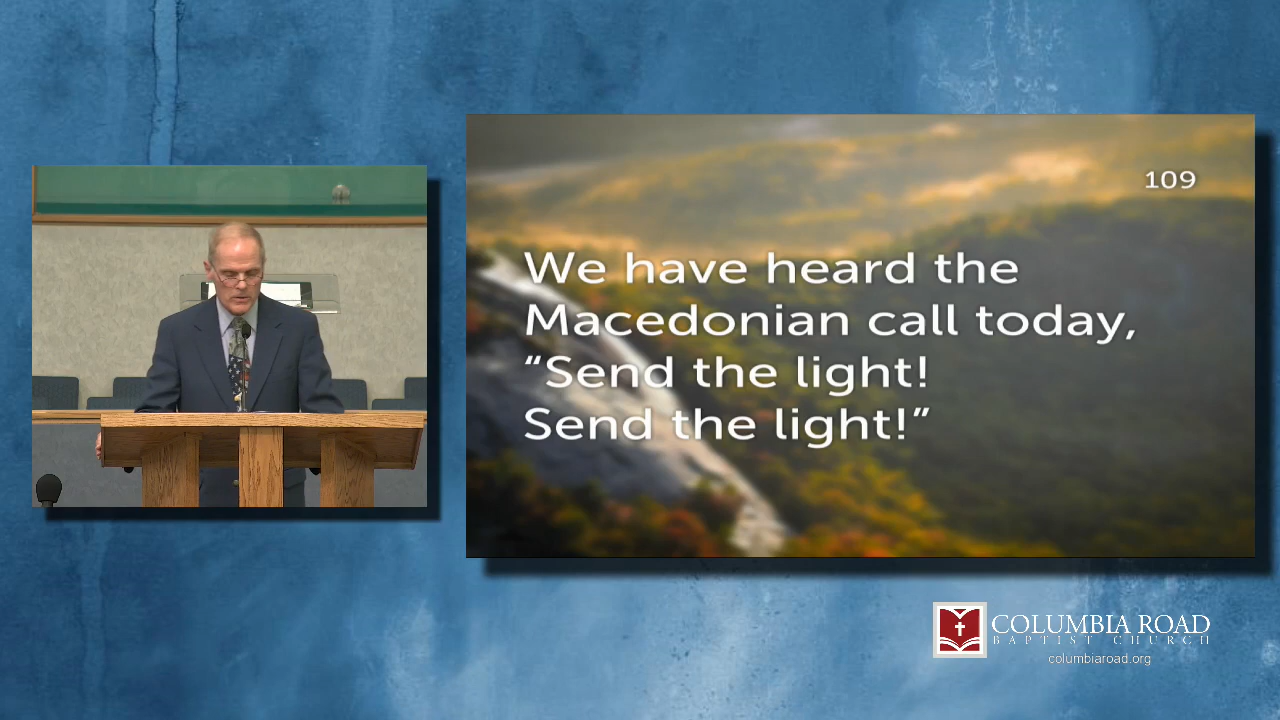 109
We have heard the
Macedonian call today,
“Send the light!
Send the light!”
COLUMBIA ROAD
BAPTIST CHURCH
columbiaroad.org